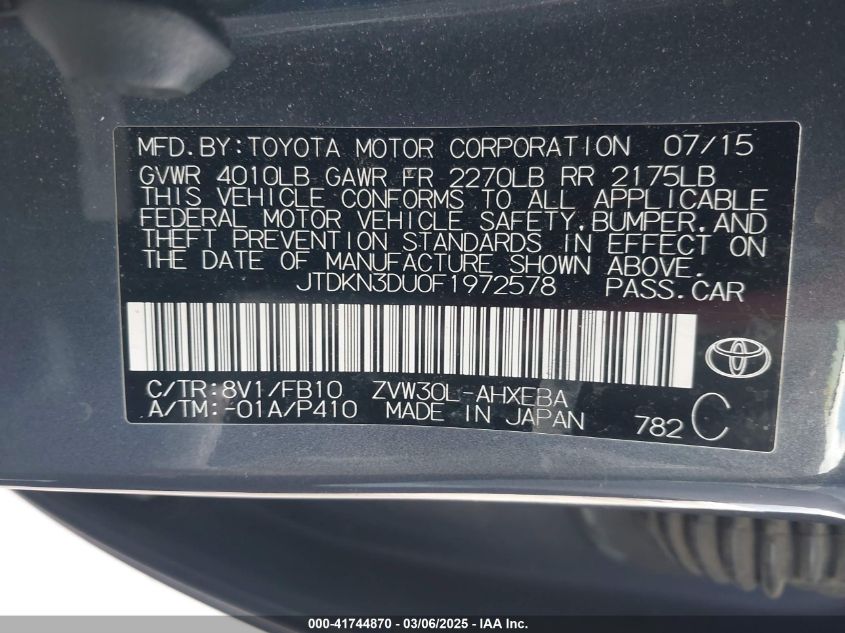 MFD.BY:TOYOTA MOTOR CORPORATION 07/15
GVWR 4010LB GAWR FR 2270LB RR 2175LB
THIS VEHICLE CONFORMS TO ALL APPLICABLE
FEDERAL MOTOR VEHICLE SAFETY,BUMPER,AND
THEFT PREVENTION STANDARDS IN EFFECT ON
THE DATE OF MANUFACTURE SHOWN ABOVE.
JTDKN3DU0F1972578 PASS.CAR
C/TR:8V1/FB10 ZVW30L-AHXEBA
A/TM:-01A/P410 MADE IN JAPAN 782 C
000-41744870 - 03/06/2025 - IAA Inc.